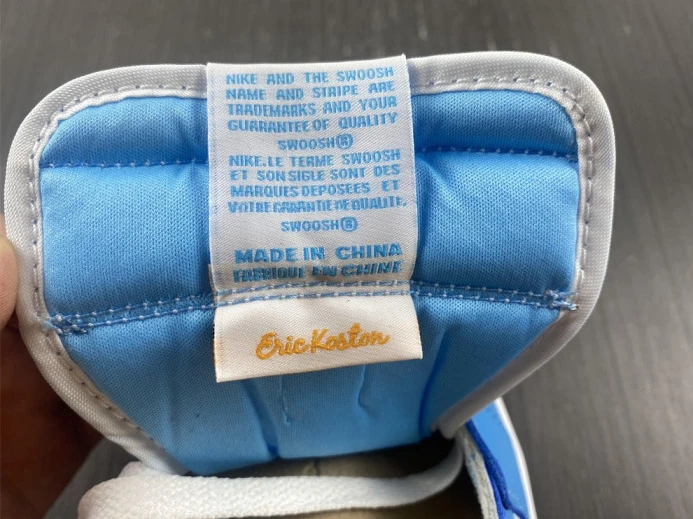 NIKE AND THE SWOOSH
NAME AND STRIPE ARE
TRADEMARKS AND YOUR
GUARANTEE OF QUALITY
SWOOSH®
NIKE.LE TERME SWOOSH
ET SON SIGLE SONT DES
MARQUES DEPOSEES ET
VOTRE GARANTIE DE QUALITE.
SWOOSH®
MADE IN CHINA
FABRIQUE EN CHINE
Eric Koston